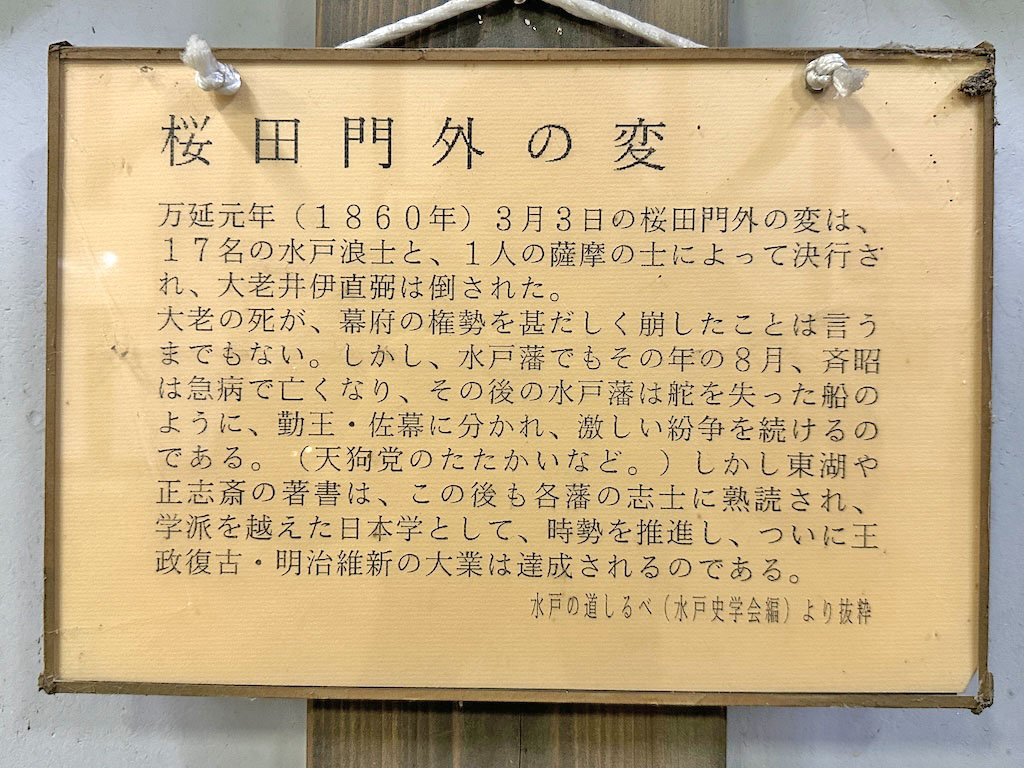 桜田門外の変
万延元年（１８６０年）３月３日の桜田門外の変は、
１７名の水戸浪士と、１人の薩摩の士によって決行さ
れ、大老井伊直弼は倒された。
大老の死が、幕府の権勢を甚だしく崩したことは言う
までもない。しかし、水戸藩でもその年の８月、斉昭
は急病で亡くなり、その後の水戸藩は舵を失った船の
ように、勤王・佐幕に分かれ、激しい紛争を続けるの
である。（天狗党のたたかいなど。）しかし東湖や
正志斎の著書は、この後も各藩の志士に熟読され、
学派を越えた日本学として、時勢を推進し、ついに王
政復古・明治維新の大業は達成されるのである。
水戸の道しるべ（水戸史学会編）より抜粋